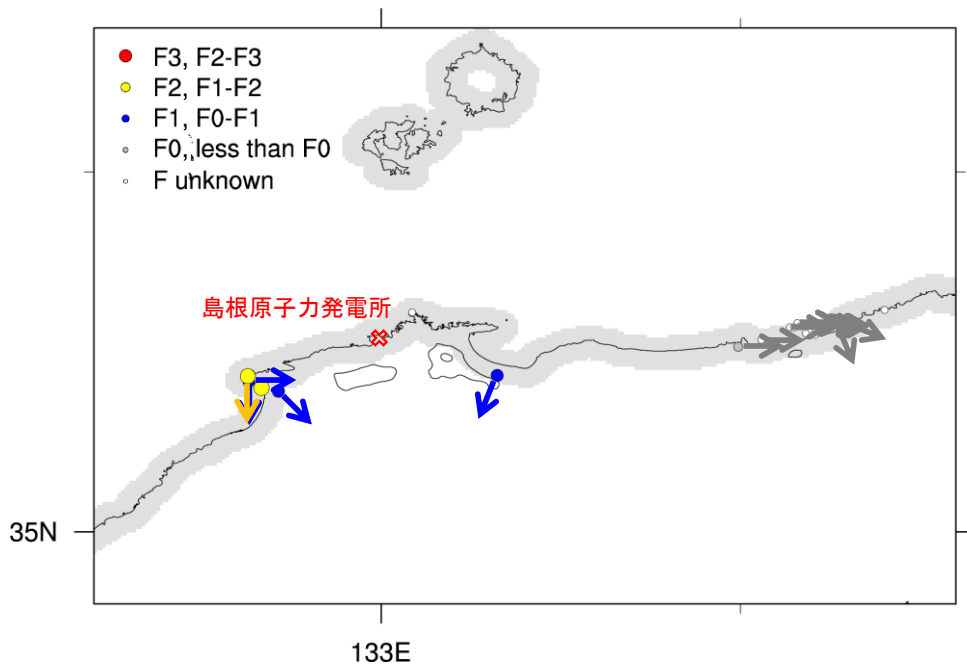 F3, F2-F3
F2, F1-F2
F1, F0-F1
F0, less than F0
F unknown
島根原子力発電所
35N
133E